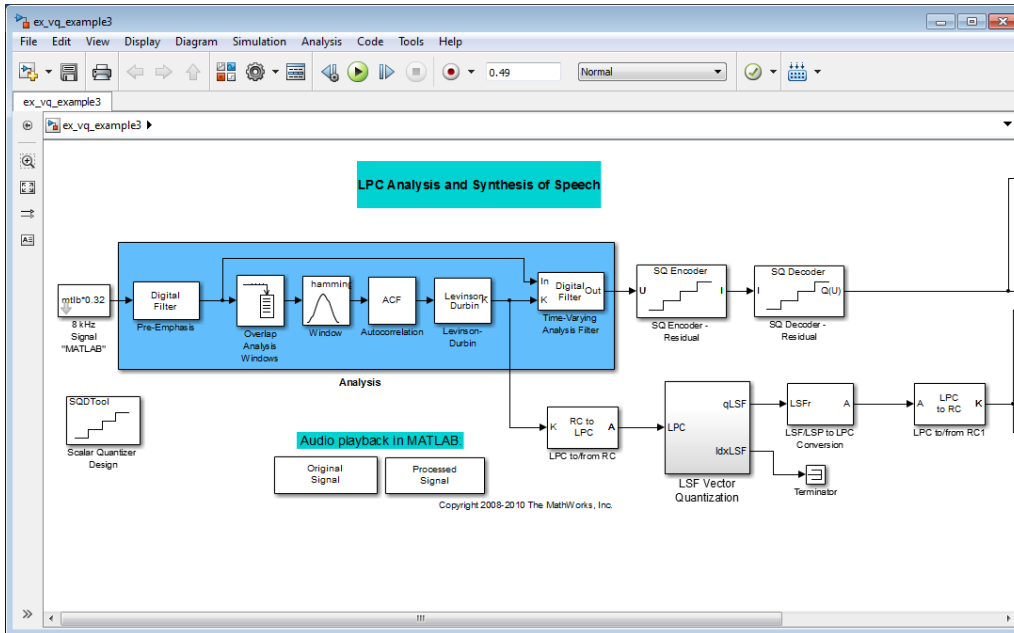 ex_vq_example3
File Edit View Display Diagram Simulation Analysis Code Tools Help
0.49
Normal
ex_vq_example3
ex_vq_example3
LPC Analysis and Synthesis of Speech
mtlb*0.32
8 kHz
Signal
"MATLAB"
Digital
Filter
Pre-Emphasis
Overlap
Analysis
Windows
hamming
Window
ACF
Autocorrelation
Levinson
Durbin
K
Levinson-
Durbin
In
K
Digital
Filter
Out
Time-Varying
Analysis Filter
Analysis
SQ Encoder
U
I
SQ Encoder -
Residual
SQ Decoder
I
Q(U)
SQ Decoder -
Residual
SQDTool
Scalar Quantizer
Design
Audio playback in MATLAB:
Original
Signal
Processed
Signal
Copyright 2008-2010 The MathWorks, Inc.
K
RC to
LPC
A
LPC to/from RC
LPC
qLSF
IdxLSF
LSF Vector
Quantization
Terminator
LSFr
A
LSF/LSP to LPC
Conversion
A
LPC
to RC
K
LPC to/from RC1